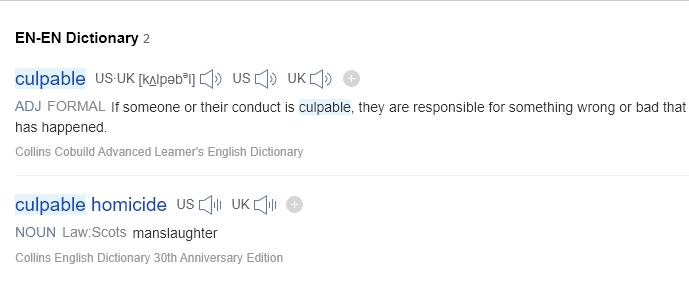 EN-EN Dictionary 2
culpable US·UK [kʌlpəbᵊl] US UK
ADJ FORMAL If someone or their conduct is culpable, they are responsible for something wrong or bad that
has happened.
Collins Cobuild Advanced Learner's English Dictionary
culpable homicide US UK
NOUN Law:Scots manslaughter
Collins English Dictionary 30th Anniversary Edition